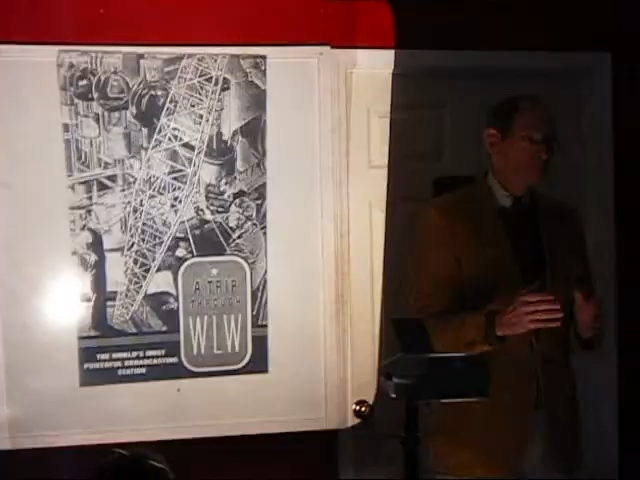 A TRIP
THROUGH
WLW
THE WORLD'S MOST
POWERFUL BROADCASTING
STATION